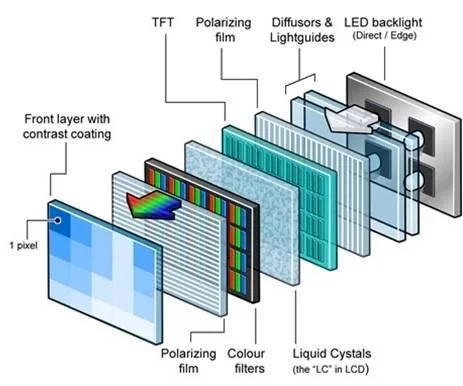 TFT
Polarizing
film
Diffusors &
Lightguides
LED backlight
(Direct / Edge)
Front layer with
contrast coating
1 pixel
Polarizing
film
Colour
filters
Liquid Cystals
(the “LC” in LCD)